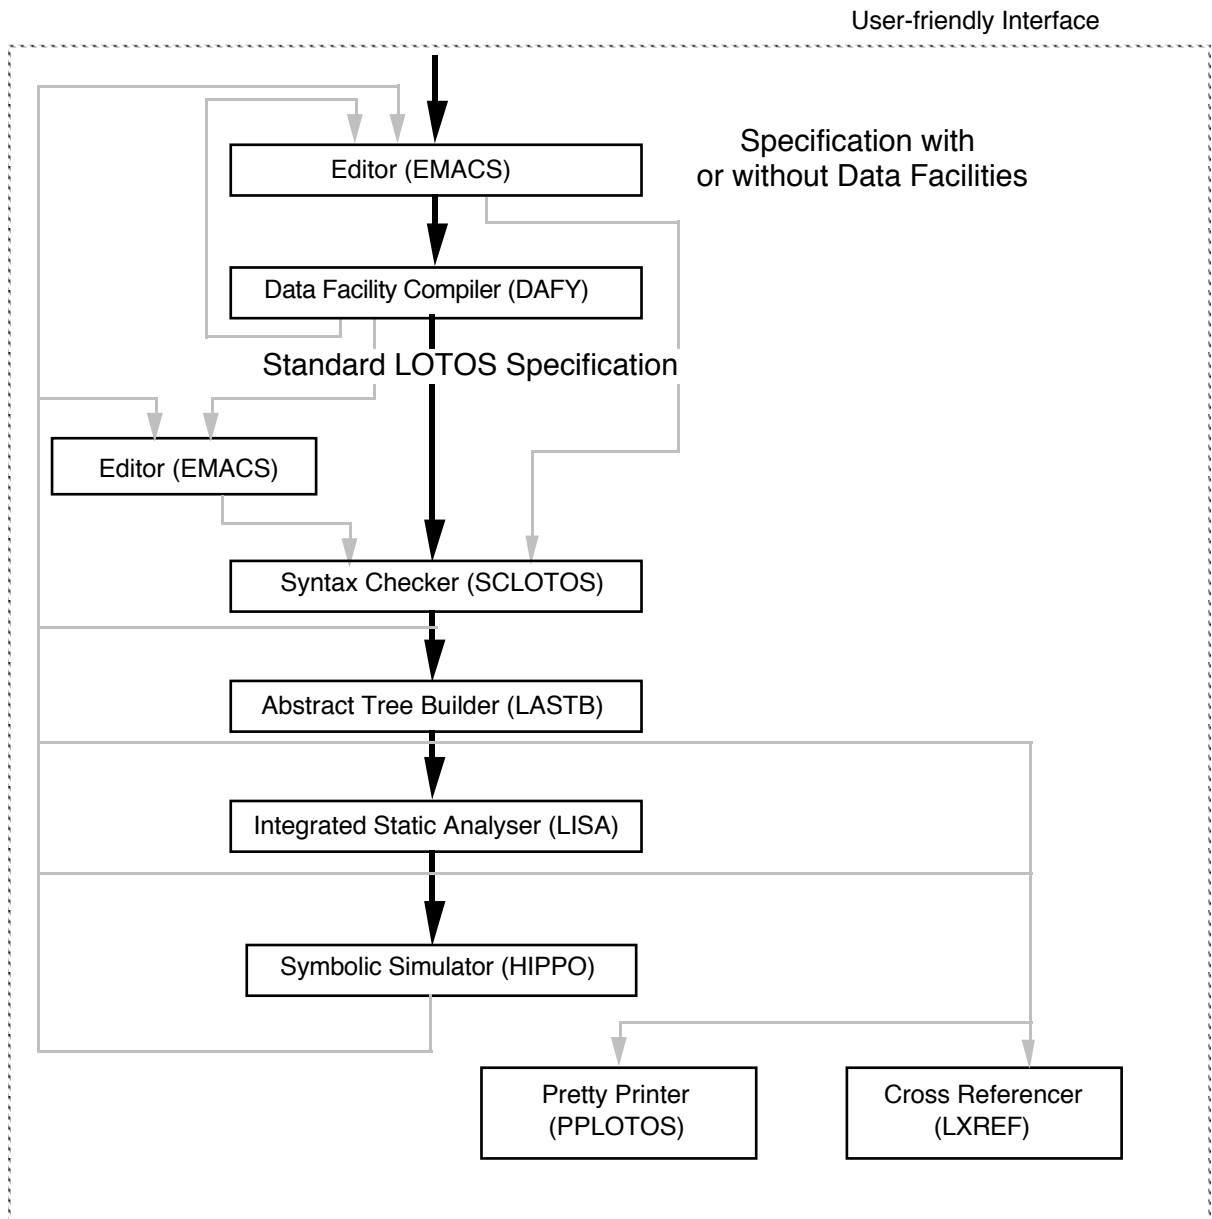 User-friendly Interface
Specification with
or without Data Facilities
Editor (EMACS)
Data Facility Compiler (DAFY)
Standard LOTOS Specification
Editor (EMACS)
Syntax Checker (SCLOTOS)
Abstract Tree Builder (LASTB)
Integrated Static Analyser (LISA)
Symbolic Simulator (HIPPO)
Pretty Printer
(PPLOTOS)
Cross Referencer
(LXREF)